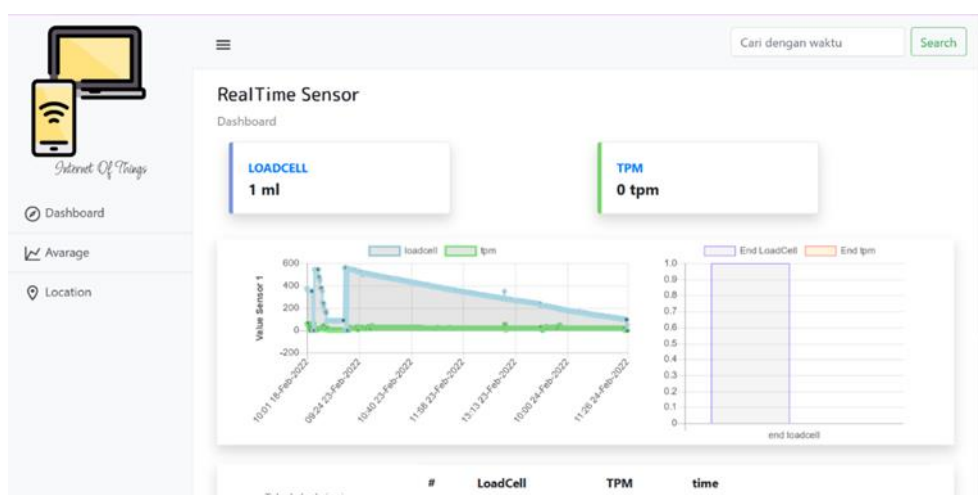 Cari dengan waktu
Search
Internet Of Things
Dashboard
Avarage
Location
RealTime Sensor
Dashboard
LOADCELL
1 ml
TPM
0 tpm
loadcell tpm
Value Sensor 1
600
400
200
0
-200
10:01 18-Feb-2022
09:24 23-Feb-2022
10:40 23-Feb-2022
11:58 23-Feb-2022
13:13 23-Feb-2022
10:00 24-Feb-2022
11:26 24-Feb-2022
End LoadCell End tpm
1.0
0.9
0.8
0.7
0.6
0.5
0.4
0.3
0.2
0.1
0
end loadcell
# LoadCell TPM time